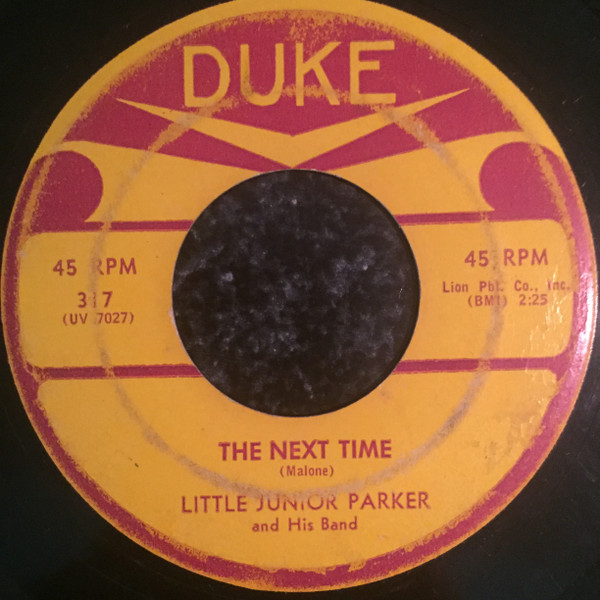 DUKE
45 RPM
317
(UV 7027)
45 RPM
Lion Pbl. Co., Inc.
(BMI) 2:25
THE NEXT TIME
(Malone)
LITTLE JUNIOR PARKER
and His Band